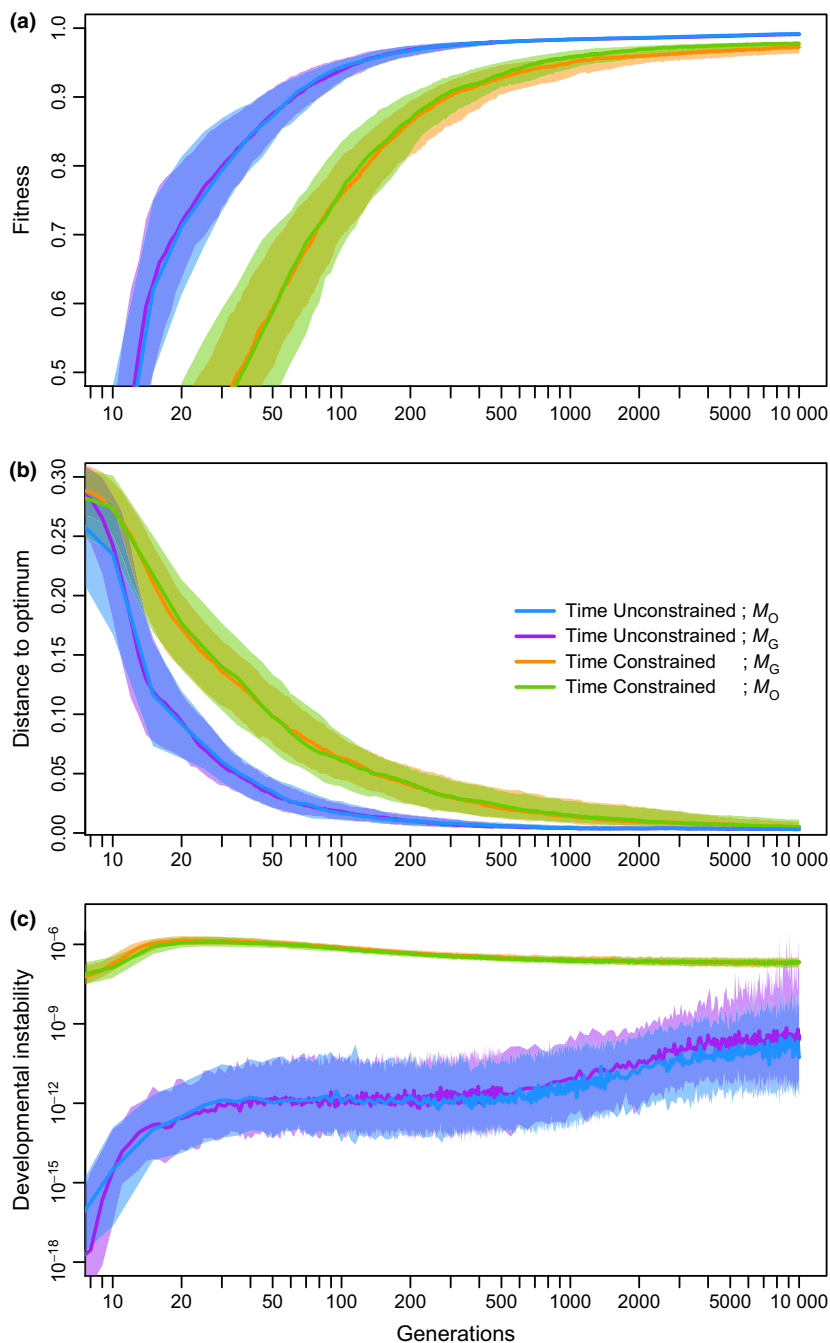 (a)
Fitness
1.0
0.9
0.8
0.7
0.6
0.5
10 20 50 100 200 500 1000 2000 5000 10 000
(b)
Distance to optimum
0.30
0.25
0.20
0.15
0.10
0.05
0.00
Time Unconstrained ; MO
Time Unconstrained ; MG
Time Constrained ; MG
Time Constrained ; MO
10 20 50 100 200 500 1000 2000 5000 10 000
(c)
Developmental instability
10−6
10−9
10−12
10−15
10−18
10 20 50 100 200 500 1000 2000 5000 10 000
Generations